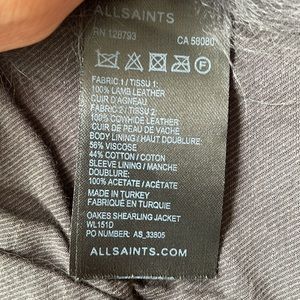 ALLSAINTS
RN 128793 CA 58080
FABRIC 1 / TISSU 1:
100% LAMB LEATHER
CUIR D'AGNEAU
FABRIC 2 / TISSU 2:
100% COWHIDE LEATHER
CUIR DE PEAU DE VACHE
BODY LINING / HAUT DOUBLURE:
56% VISCOSE
44% COTTON / COTON
SLEEVE LINING / MANCHE
DOUBLURE:
100% ACETATE / ACÉTATE
MADE IN TURKEY
FABRIQUÉ EN TURQUIE
OAKES SHEARLING JACKET
WL151D
PO NUMBER: AS_33805
ALLSAINTS.COM